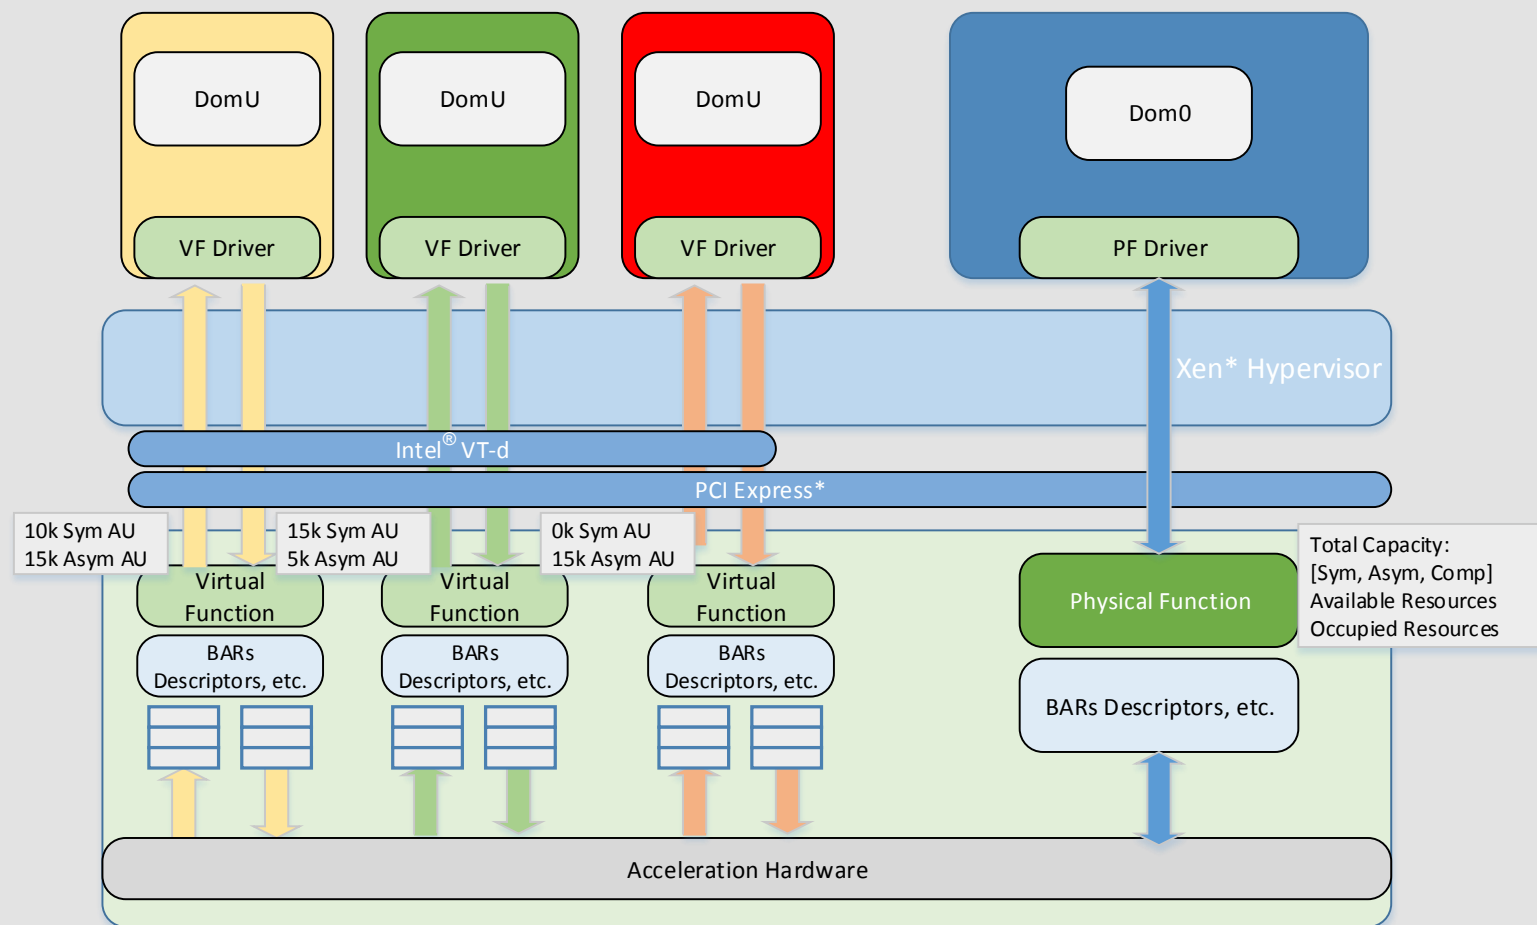 DomU
DomU
DomU
Dom0
VF Driver
VF Driver
VF Driver
PF Driver
Xen* Hypervisor
Intel® VT-d
PCI Express*
10k Sym AU
15k Asym AU
15k Sym AU
5k Asym AU
0k Sym AU
15k Asym AU
Total Capacity:
[Sym, Asym, Comp]
Available Resources
Occupied Resources
Virtual
Function
Virtual
Function
Virtual
Function
Physical Function
BARs
Descriptors, etc.
BARs
Descriptors, etc.
BARs
Descriptors, etc.
BARs Descriptors, etc.
Acceleration Hardware